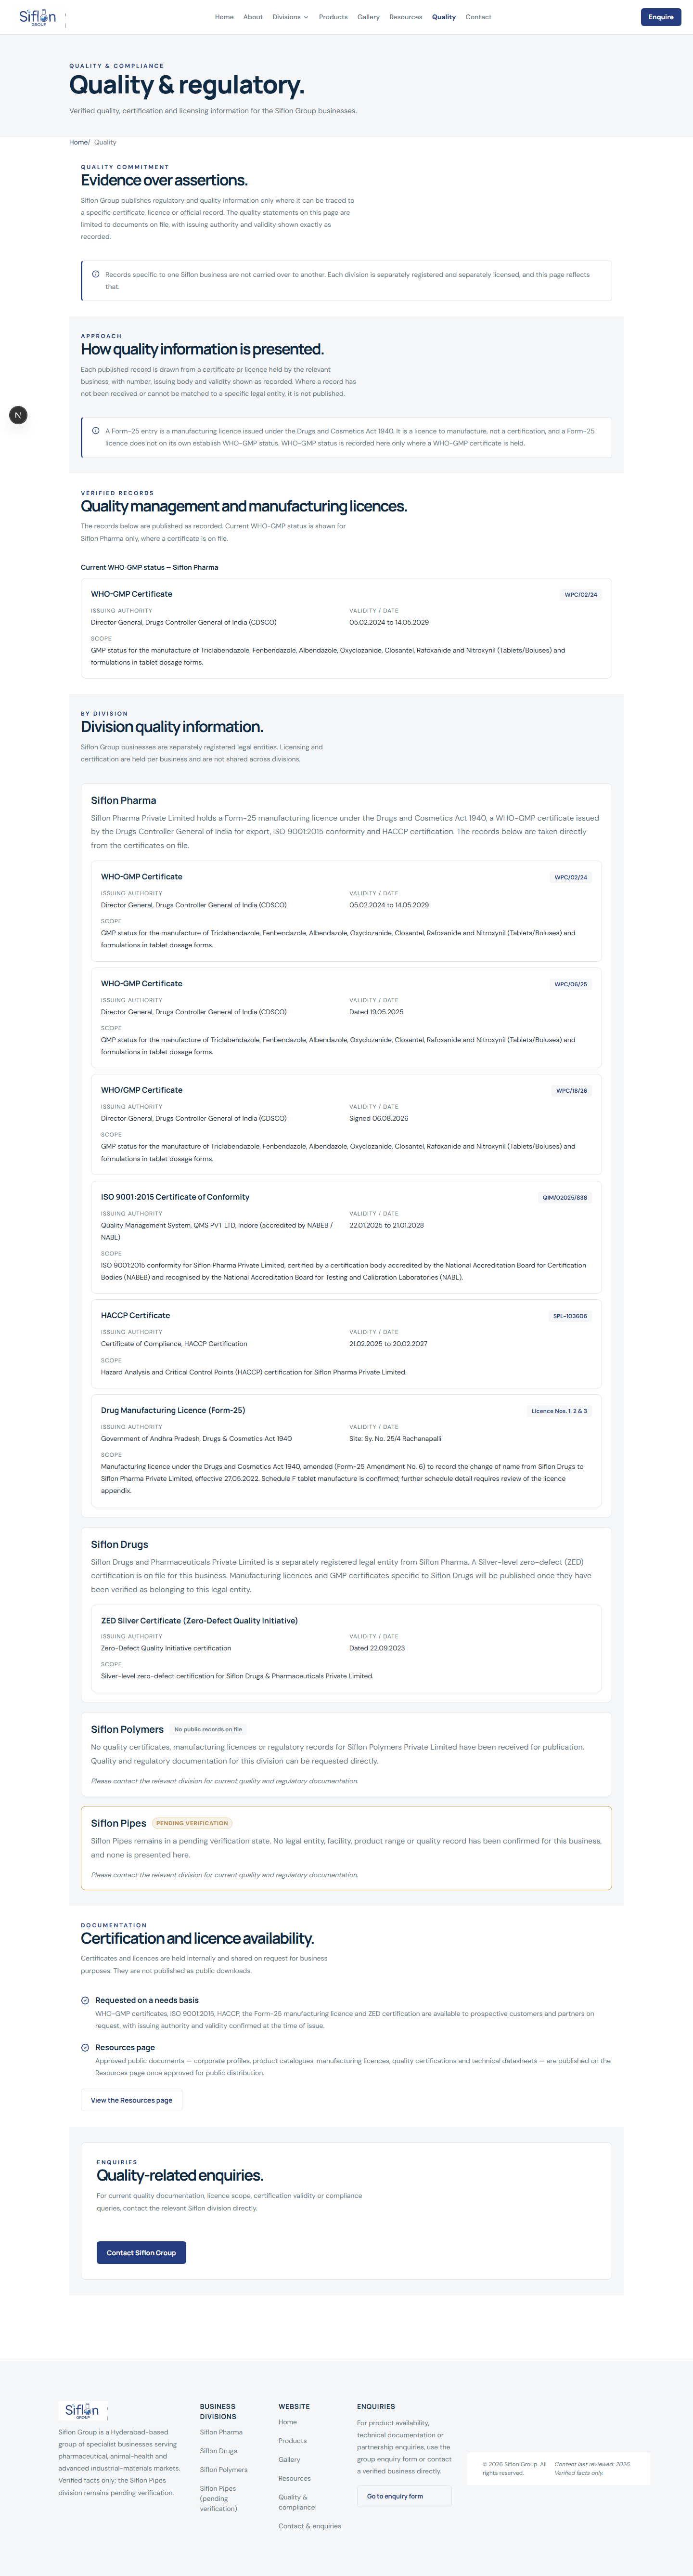 Siflon
GROUP
Home
About
Divisions
Products
Gallery
Resources
Quality
Contact
Enquire
QUALITY & COMPLIANCE
Quality & regulatory.
Verified quality, certification and licensing information for the Siflon Group businesses.
Home/ Quality
QUALITY COMMITMENT
Evidence over assertions.
Siflon Group publishes regulatory and quality information only where it can be traced to
a specific certificate, licence or official record. The quality statements on this page are
limited to documents on file, with issuing authority and validity shown exactly as
recorded.
Records specific to one Siflon business are not carried over to another. Each division is separately registered and separately licensed, and this page reflects
that.
APPROACH
How quality information is presented.
Each published record is drawn from a certificate or licence held by the relevant
business, with number, issuing body and validity shown as recorded. Where a record has
not been received or cannot be matched to a specific legal entity, it is not published.
A Form-25 entry is a manufacturing licence issued under the Drugs and Cosmetics Act 1940. It is a licence to manufacture, not a certification, and a Form-25
licence does not on its own establish WHO-GMP status. WHO-GMP status is recorded here only where a WHO-GMP certificate is held.
VERIFIED RECORDS
Quality management and manufacturing licences.
The records below are published as recorded. Current WHO-GMP status is shown for
Siflon Pharma only, where a certificate is on file.
Current WHO-GMP status — Siflon Pharma
WHO-GMP Certificate
WPC/02/24
ISSUING AUTHORITY
VALIDITY / DATE
Director General, Drugs Controller General of India (CDSCO)
05.02.2024 to 14.05.2029
SCOPE
GMP status for the manufacture of Triclabendazole, Fenbendazole, Albendazole, Oxyclozanide, Closantel, Rafoxanide and Nitroxynil (Tablets/Boluses) and
formulations in tablet dosage forms.
BY DIVISION
Division quality information.
Siflon Group businesses are separately registered legal entities. Licensing and
certification are held per business and are not shared across divisions.
Siflon Pharma
Siflon Pharma Private Limited holds a Form-25 manufacturing licence under the Drugs and Cosmetics Act 1940, a WHO-GMP certificate issued
by the Drugs Controller General of India for export, ISO 9001:2015 conformity and HACCP certification. The records below are taken directly
from the certificates on file.
WHO-GMP Certificate
WPC/02/24
ISSUING AUTHORITY
VALIDITY / DATE
Director General, Drugs Controller General of India (CDSCO)
05.02.2024 to 14.05.2029
SCOPE
GMP status for the manufacture of Triclabendazole, Fenbendazole, Albendazole, Oxyclozanide, Closantel, Rafoxanide and Nitroxynil (Tablets/Boluses) and
formulations in tablet dosage forms.
WHO-GMP Certificate
WPC/06/25
ISSUING AUTHORITY
VALIDITY / DATE
Director General, Drugs Controller General of India (CDSCO)
Dated 19.05.2025
SCOPE
GMP status for the manufacture of Triclabendazole, Fenbendazole, Albendazole, Oxyclozanide, Closantel, Rafoxanide and Nitroxynil (Tablets/Boluses) and
formulations in tablet dosage forms.
WHO/GMP Certificate
WPC/18/26
ISSUING AUTHORITY
VALIDITY / DATE
Director General, Drugs Controller General of India (CDSCO)
Signed 06.08.2026
SCOPE
GMP status for the manufacture of Triclabendazole, Fenbendazole, Albendazole, Oxyclozanide, Closantel, Rafoxanide and Nitroxynil (Tablets/Boluses) and
formulations in tablet dosage forms.
ISO 9001:2015 Certificate of Conformity
QIM/02025/838
ISSUING AUTHORITY
VALIDITY / DATE
Quality Management System, QMS PVT LTD, Indore (accredited by NABEB /
NABL)
22.01.2025 to 21.01.2028
SCOPE
ISO 9001:2015 conformity for Siflon Pharma Private Limited, certified by a certification body accredited by the National Accreditation Board for Certification
Bodies (NABEB) and recognised by the National Accreditation Board for Testing and Calibration Laboratories (NABL).
HACCP Certificate
SPL-103606
ISSUING AUTHORITY
VALIDITY / DATE
Certificate of Compliance, HACCP Certification
21.02.2025 to 20.02.2027
SCOPE
Hazard Analysis and Critical Control Points (HACCP) certification for Siflon Pharma Private Limited.
Drug Manufacturing Licence (Form-25)
Licence Nos. 1, 2 & 3
ISSUING AUTHORITY
VALIDITY / DATE
Government of Andhra Pradesh, Drugs & Cosmetics Act 1940
Site: Sy. No. 25/4 Rachanapalli
SCOPE
Manufacturing licence under the Drugs and Cosmetics Act 1940, amended (Form-25 Amendment No. 6) to record the change of name from Siflon Drugs to
Siflon Pharma Private Limited, effective 27.05.2022. Schedule F tablet manufacture is confirmed; further schedule detail requires review of the licence
appendix.
Siflon Drugs
Siflon Drugs and Pharmaceuticals Private Limited is a separately registered legal entity from Siflon Pharma. A Silver-level zero-defect (ZED)
certification is on file for this business. Manufacturing licences and GMP certificates specific to Siflon Drugs will be published once they have
been verified as belonging to this legal entity.
ZED Silver Certificate (Zero-Defect Quality Initiative)
ISSUING AUTHORITY
VALIDITY / DATE
Zero-Defect Quality Initiative certification
Dated 22.09.2023
SCOPE
Silver-level zero-defect certification for Siflon Drugs & Pharmaceuticals Private Limited.
Siflon Polymers
No public records on file
No quality certificates, manufacturing licences or regulatory records for Siflon Polymers Private Limited have been received for publication.
Quality and regulatory documentation for this division can be requested directly.
Please contact the relevant division for current quality and regulatory documentation.
Siflon Pipes
PENDING VERIFICATION
Siflon Pipes remains in a pending verification state. No legal entity, facility, product range or quality record has been confirmed for this business,
and none is presented here.
Please contact the relevant division for current quality and regulatory documentation.
DOCUMENTATION
Certification and licence availability.
Certificates and licences are held internally and shared on request for business
purposes. They are not published as public downloads.
Requested on a needs basis
WHO-GMP certificates, ISO 9001:2015, HACCP, the Form-25 manufacturing licence and ZED certification are available to prospective customers and partners on
request, with issuing authority and validity confirmed at the time of issue.
Resources page
Approved public documents — corporate profiles, product catalogues, manufacturing licences, quality certifications and technical datasheets — are published on the
Resources page once approved for public distribution.
View the Resources page
ENQUIRIES
Quality-related enquiries.
For current quality documentation, licence scope, certification validity or compliance
queries, contact the relevant Siflon division directly.
Contact Siflon Group
Siflon
GROUP
Siflon Group is a Hyderabad-based
group of specialist businesses serving
pharmaceutical, animal-health and
advanced industrial-materials markets.
Verified facts only; the Siflon Pipes
division remains pending verification.
BUSINESS
DIVISIONS
Siflon Pharma
Siflon Drugs
Siflon Polymers
Siflon Pipes
(pending
verification)
WEBSITE
Home
Products
Gallery
Resources
Quality &
compliance
Contact & enquiries
ENQUIRIES
For product availability,
technical documentation or
partnership enquiries, use the
group enquiry form or contact
a verified business directly.
Go to enquiry form
© 2026 Siflon Group. All
rights reserved.
Content last reviewed: 2026.
Verified facts only.